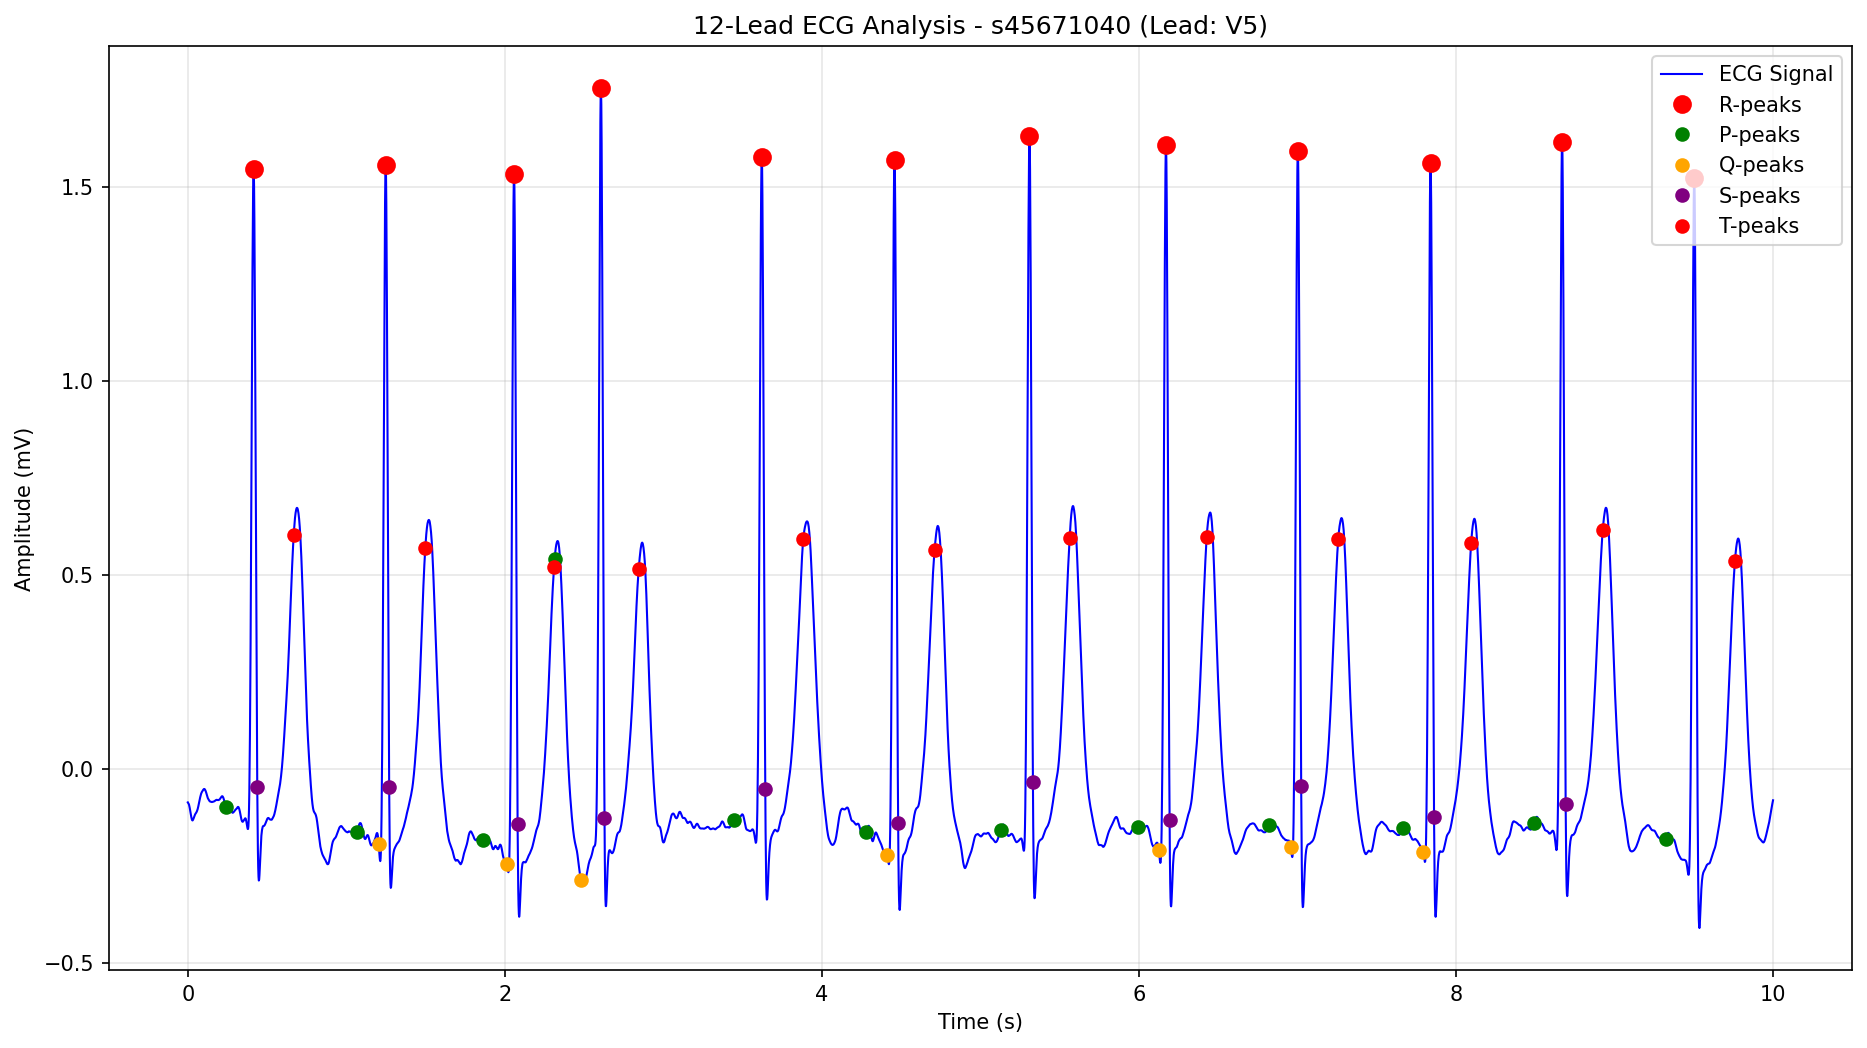 12-Lead ECG Analysis - s45671040 (Lead: V5)
ECG Signal
R-peaks
P-peaks
Q-peaks
S-peaks
T-peaks
Amplitude (mV)
1.5
1.0
0.5
0.0
−0.5
0 2 4 6 8 10
Time (s)